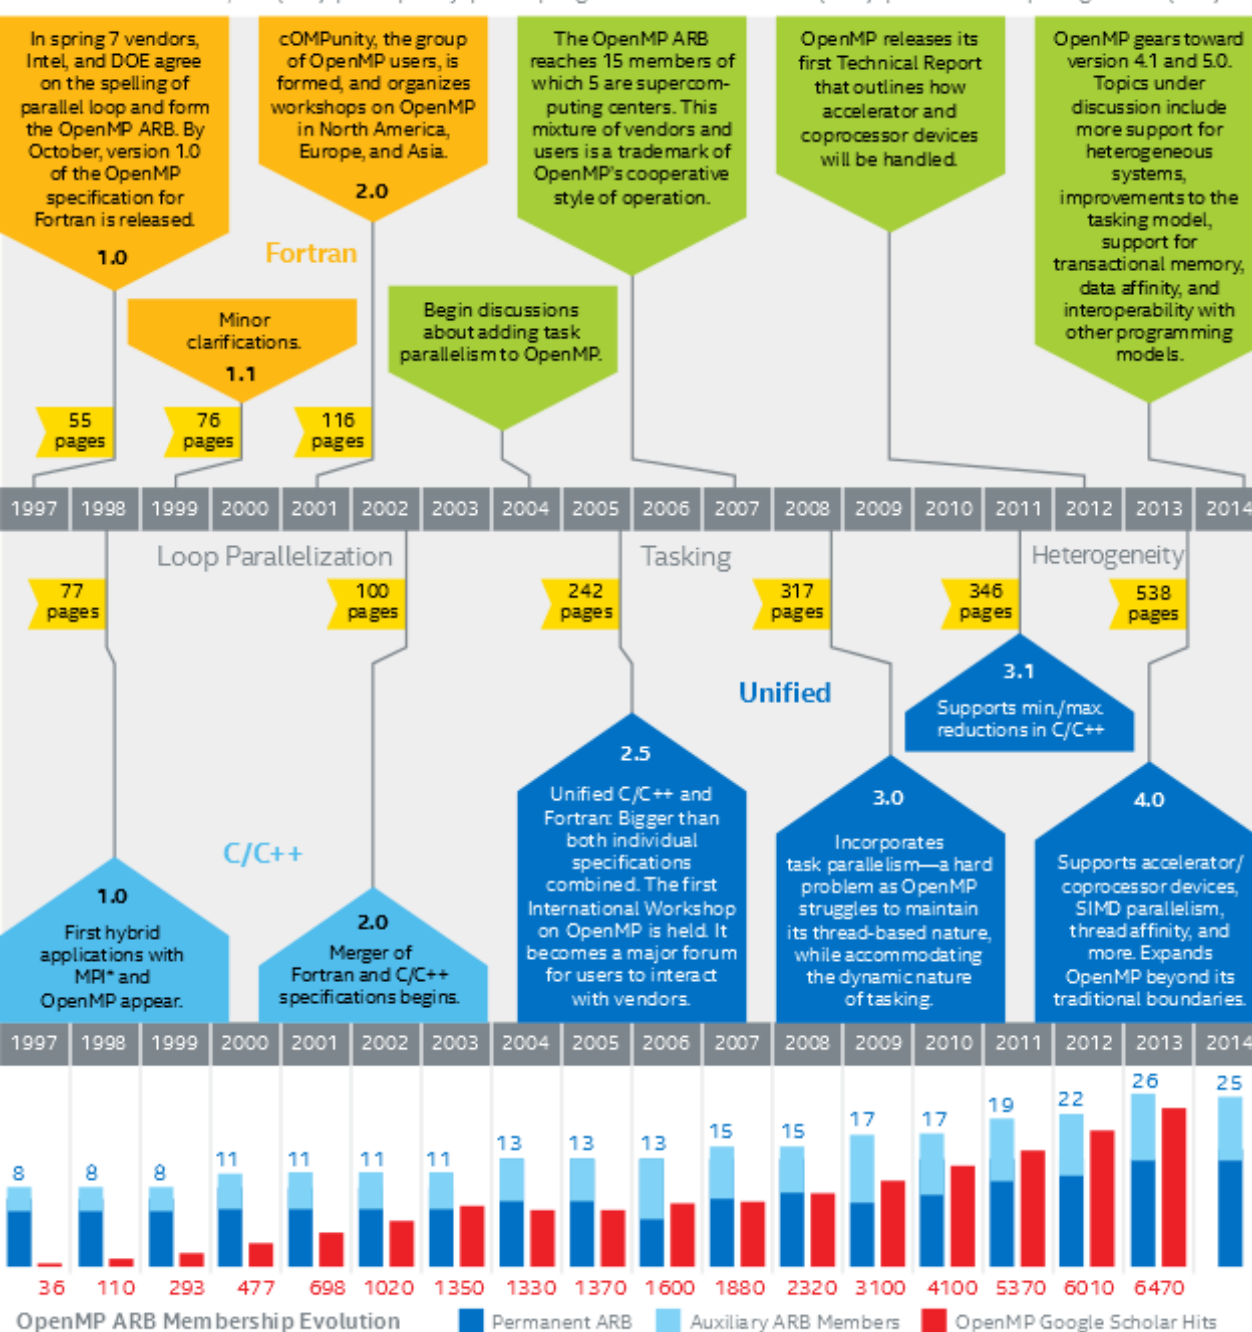 In spring 7 vendors,
Intel, and DOE agree
on the spelling of
parallel loop and form
the OpenMP ARB. By
October, version 1.0
of the OpenMP
specification for
Fortran is released.
1.0
cOMPunity, the group
of OpenMP users, is
formed, and organizes
workshops on OpenMP
in North America,
Europe, and Asia.
2.0
The OpenMP ARB
reaches 15 members of
which 5 are supercom-
puting centers. This
mixture of vendors and
users is a trademark of
OpenMP's cooperative
style of operation.
OpenMP releases its
first Technical Report
that outlines how
accelerator and
coprocessor devices
will be handled.
OpenMP gears toward
version 4.1 and 5.0.
Topics under
discussion include
more support for
heterogeneous
systems,
improvements to the
tasking model,
support for
transactional memory,
data affinity, and
interoperability with
other programming
models.
Fortran
Minor
clarifications.
1.1
Begin discussions
about adding task
parallelism to OpenMP.
55
pages
76
pages
116
pages
1997 1998 1999 2000 2001 2002 2003 2004 2005 2006 2007 2008 2009 2010 2011 2012 2013 2014
Loop Parallelization Tasking Heterogeneity
77
pages
100
pages
242
pages
317
pages
346
pages
538
pages
Unified
3.1
Supports min./max.
reductions in C/C++
C/C++
1.0
First hybrid
applications with
MPI* and
OpenMP appear.
2.0
Merger of
Fortran and C/C++
specifications begins.
2.5
Unified C/C++ and
Fortran: Bigger than
both individual
specifications
combined. The first
International Workshop
on OpenMP is held. It
becomes a major forum
for users to interact
with vendors.
3.0
Incorporates
task parallelism—a hard
problem as OpenMP
struggles to maintain
its thread-based nature,
while accommodating
the dynamic nature
of tasking.
4.0
Supports accelerator/
coprocessor devices,
SIMD parallelism,
thread affinity, and
more. Expands
OpenMP beyond its
traditional boundaries.
1997 1998 1999 2000 2001 2002 2003 2004 2005 2006 2007 2008 2009 2010 2011 2012 2013 2014
8 8 8 11 11 11 11 13 13 13 15 15 17 17 19 22 26 25
36 110 293 477 698 1020 1350 1330 1370 1600 1880 2320 3100 4100 5370 6010 6470
OpenMP ARB Membership Evolution Permanent ARB Auxiliary ARB Members OpenMP Google Scholar Hits